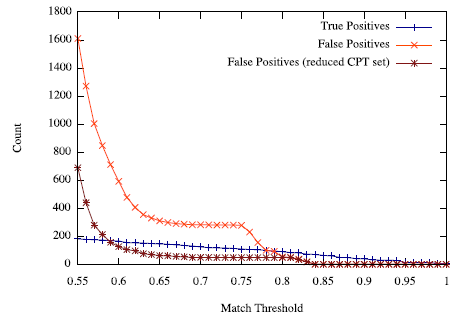 1800
1600
1400
1200
1000
800
600
400
200
0
Count
True Positives
False Positives
False Positives (reduced CPT set)
0.55 0.6 0.65 0.7 0.75 0.8 0.85 0.9 0.95 1
Match Threshold